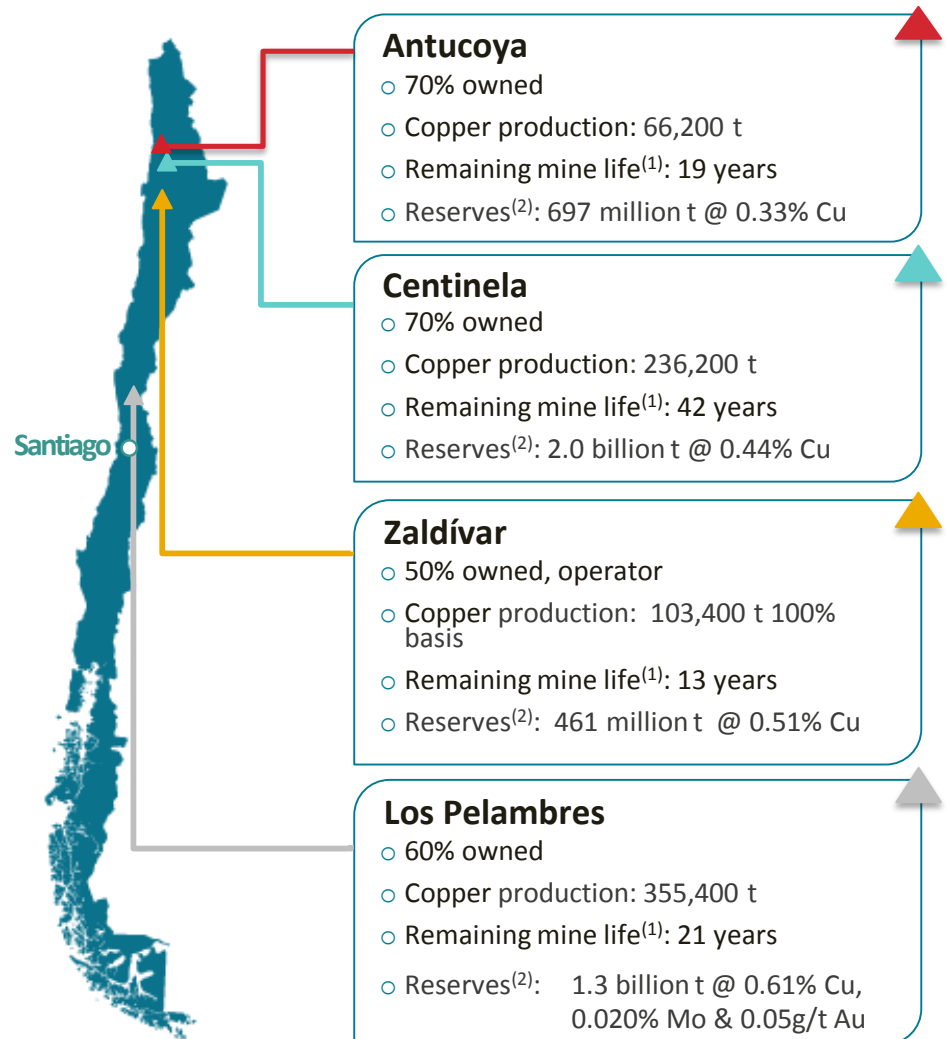 Antucoya
○ 70% owned
○ Copper production: 66,200 t
○ Remaining mine life(1): 19 years
○ Reserves(2): 697 million t @ 0.33% Cu
Centinela
○ 70% owned
○ Copper production: 236,200 t
○ Remaining mine life(1): 42 years
○ Reserves(2): 2.0 billion t @ 0.44% Cu
Santiago
Zaldívar
○ 50% owned, operator
○ Copper production: 103,400 t 100%
basis
○ Remaining mine life(1): 13 years
○ Reserves(2): 461 million t @ 0.51% Cu
Los Pelambres
○ 60% owned
○ Copper production: 355,400 t
○ Remaining mine life(1): 21 years
○ Reserves(2): 1.3 billion t @ 0.61% Cu,
0.020% Mo & 0.05g/t Au